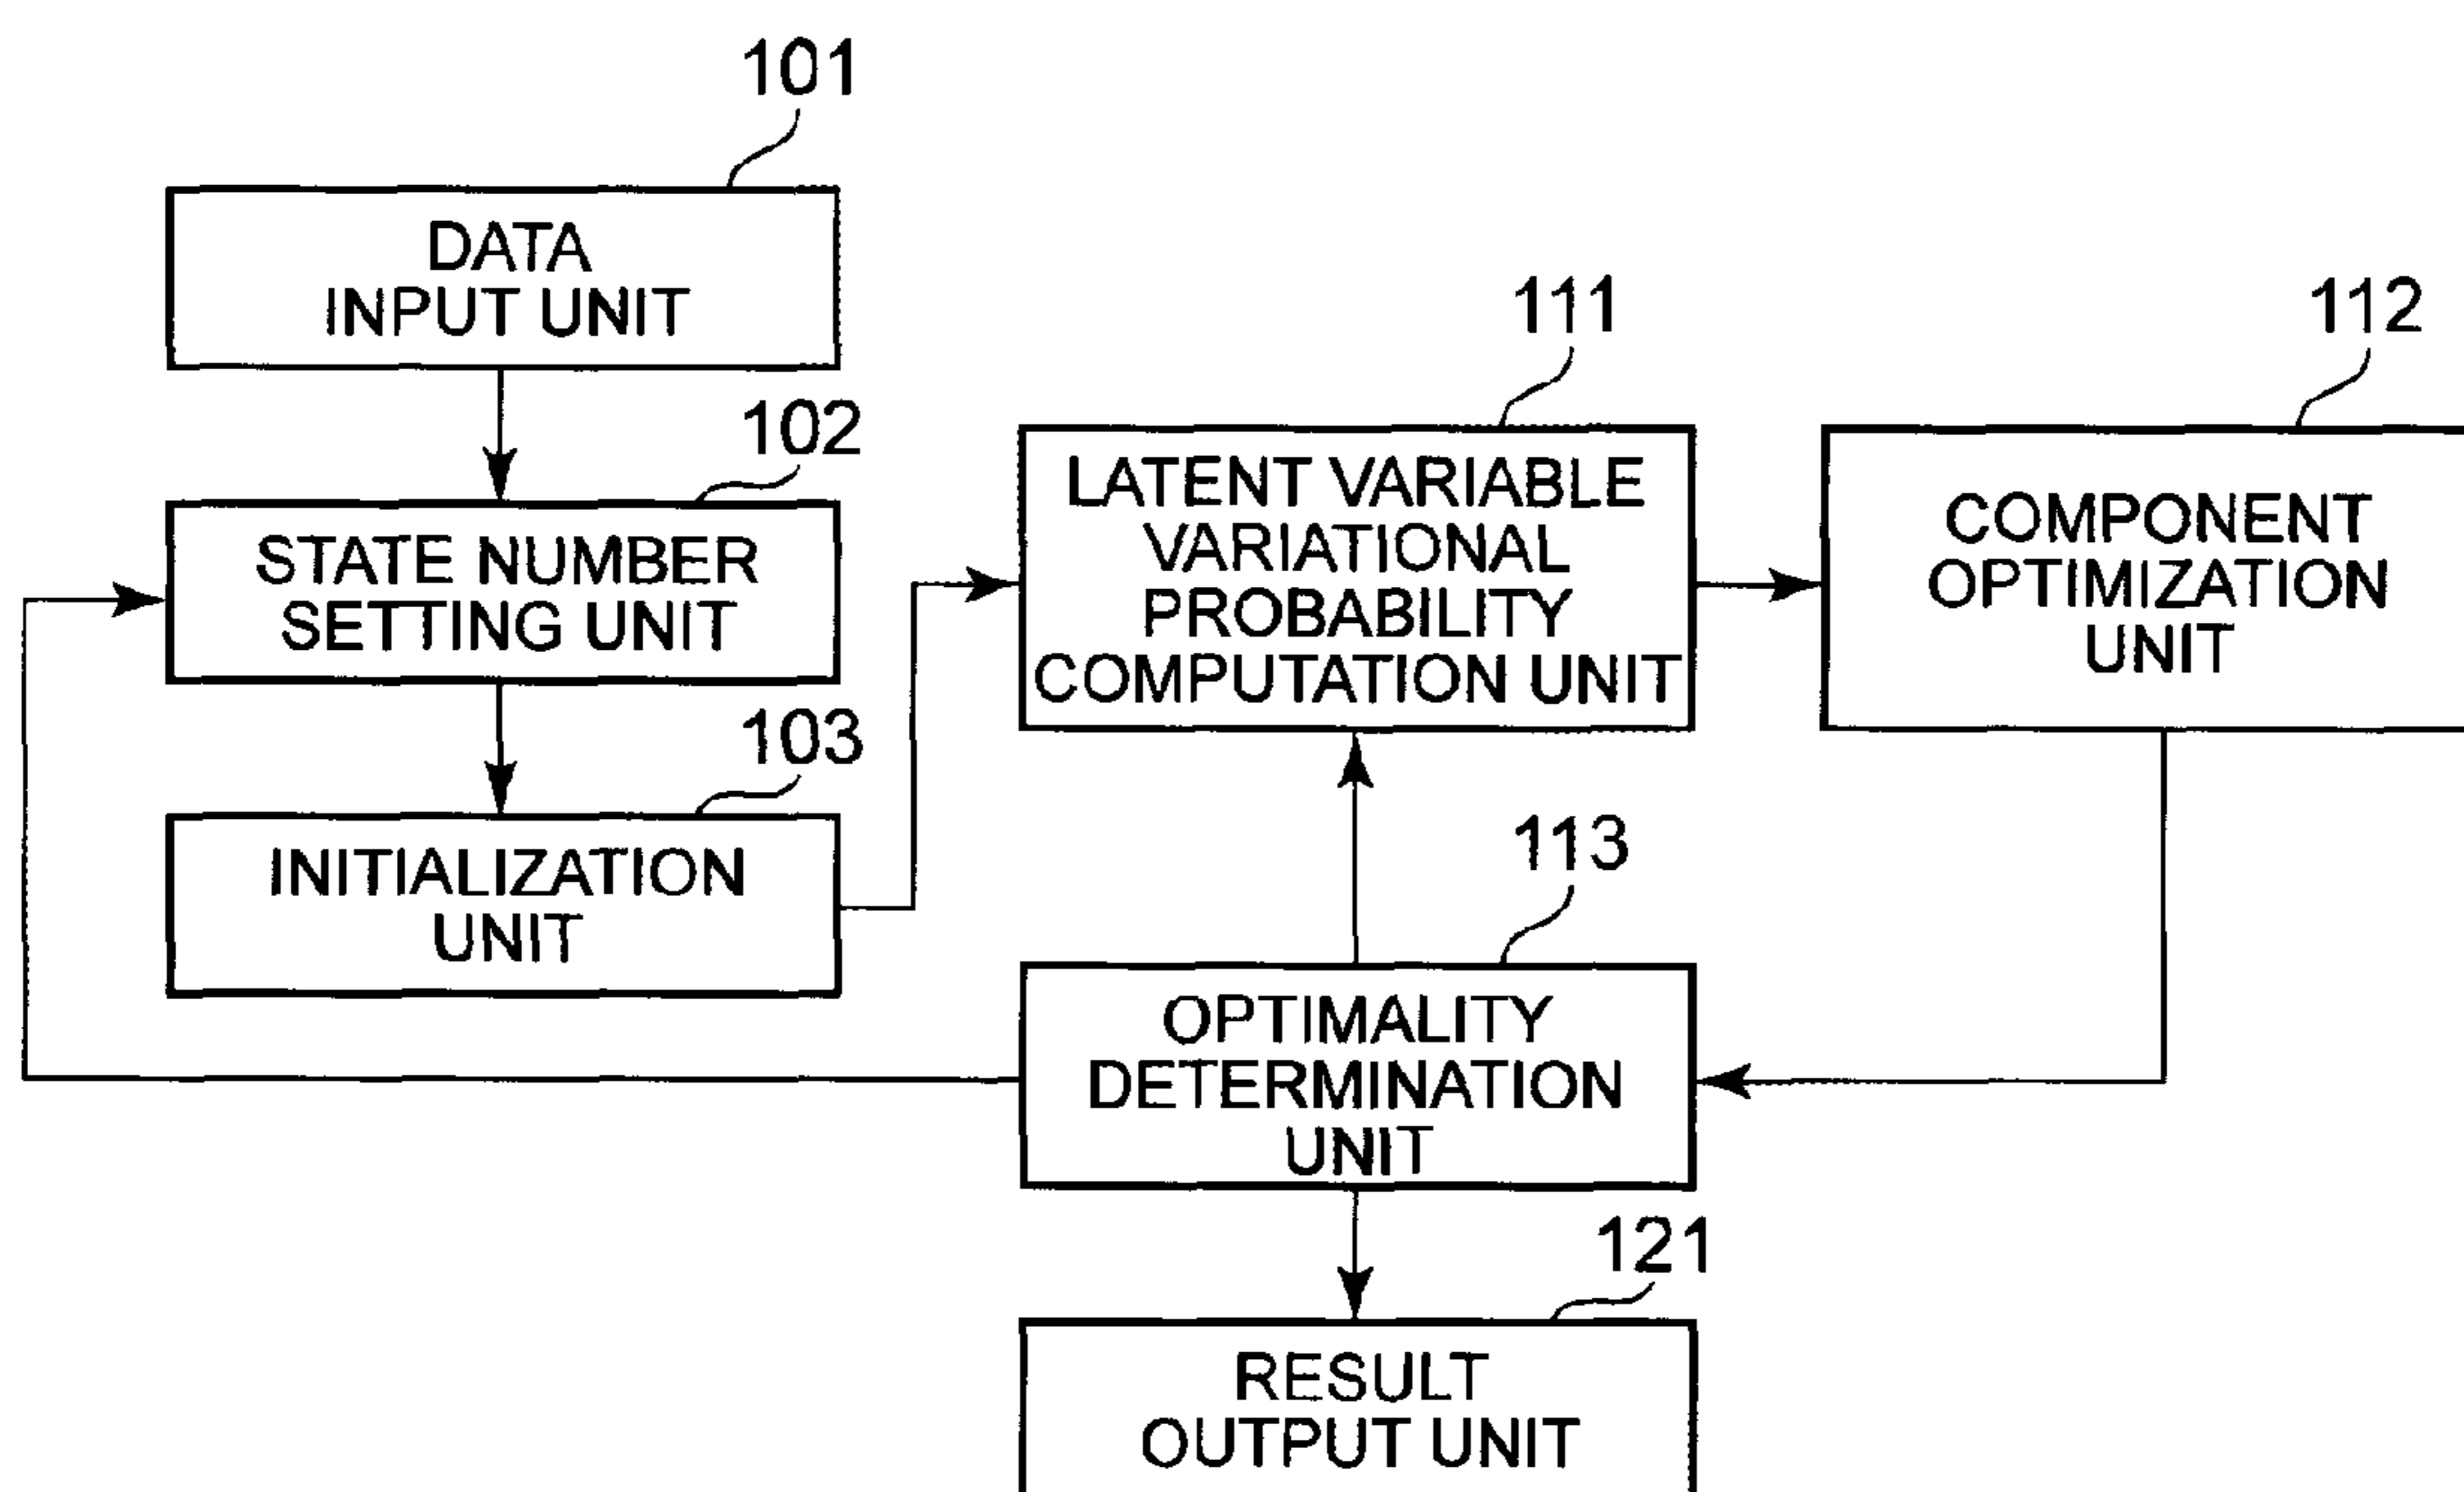 101
DATA
INPUT UNIT
102
STATE NUMBER
SETTING UNIT
103
INITIALIZATION
UNIT
111
LATENT VARIABLE
VARIATIONAL
PROBABILITY
COMPUTATION UNIT
112
COMPONENT
OPTIMIZATION
UNIT
113
OPTIMALITY
DETERMINATION
UNIT
121
RESULT
OUTPUT UNIT